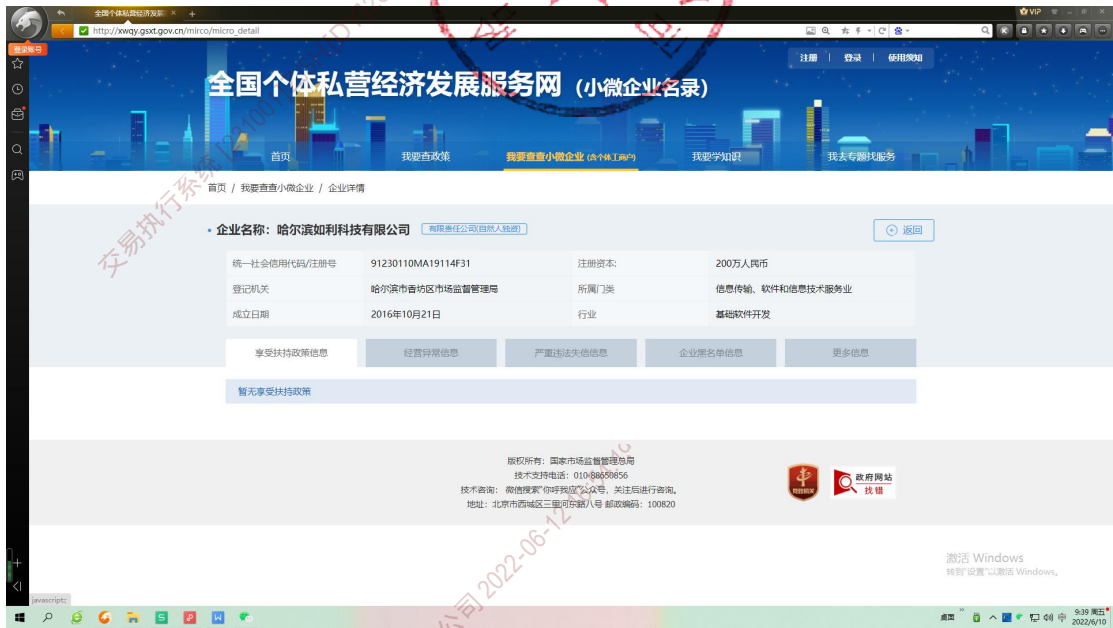 全国个体私营经济发展
VIP
http://xwqy.gsxt.gov.cn/mirco/micro_detail
登录账号
注册 | 登录 | 使用须知
全国个体私营经济发展服务网 (小微企业名录)
首页 我要查政策 我要查查小微企业 (含个体工商户) 我要学知识 我去专题找服务
首页 / 我要查查小微企业 / 企业详情
企业名称：哈尔滨如利科技有限公司 有限责任公司(自然人独资) 返回
统一社会信用代码/注册号 91230110MA19114F31 注册资本: 200万人民币
登记机关 哈尔滨市香坊区市场监督管理局 所属门类 信息传输、软件和信息技术服务业
成立日期 2016年10月21日 行业 基础软件开发
享受扶持政策信息 经营异常信息 严重违法失信信息 企业黑名单信息 更多信息
暂无享受扶持政策
版权所有：国家市场监督管理总局
技术支持电话：010-88650856
技术咨询：微信搜索“你呼我应”公众号，关注后进行咨询。
地址：北京市西城区三里河东路八号 邮政编码：100820
党政机关
政府网站
找错
交易执行系统
公司 2022-06-12
激活 Windows
转到“设置”以激活 Windows。
javascript:;
桌面
中
9:39 周五
2022/6/10